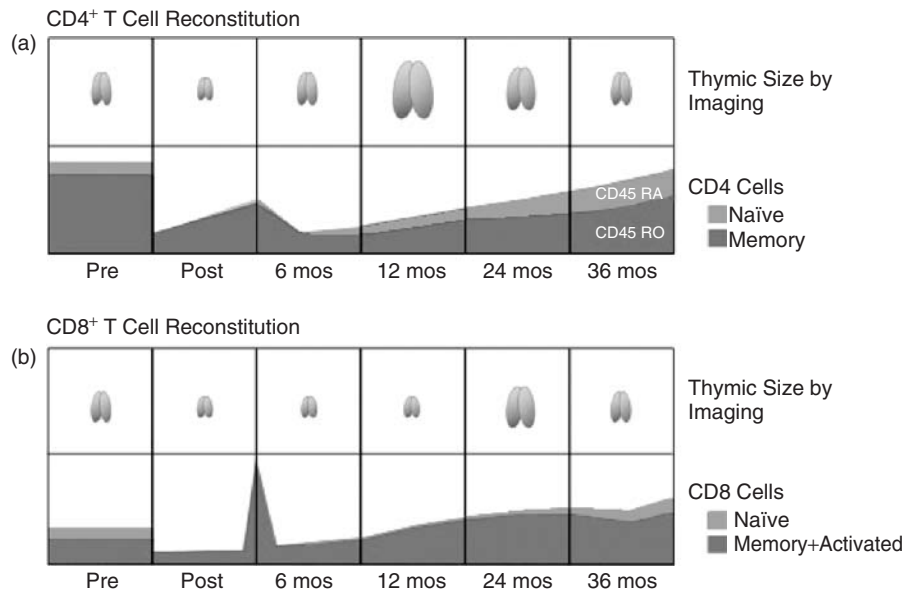 CD4+ T Cell Reconstitution
(a)
Thymic Size by
Imaging
CD45 RA
CD45 RO
CD4 Cells
Naïve
Memory
Pre Post 6 mos 12 mos 24 mos 36 mos
CD8+ T Cell Reconstitution
(b)
Thymic Size by
Imaging
CD8 Cells
Naïve
Memory+Activated
Pre Post 6 mos 12 mos 24 mos 36 mos